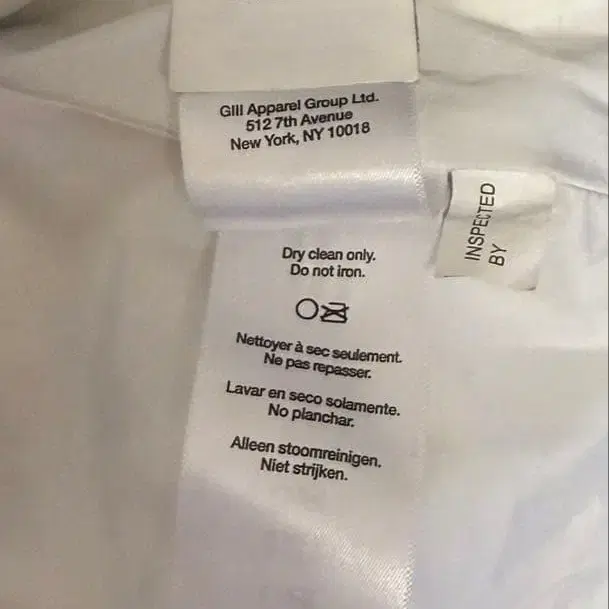 GIII Apparel Group Ltd.
512 7th Avenue
New York, NY 10018
INSPECTED
BY
Dry clean only.
Do not iron.
Nettoyer à sec seulement.
Ne pas repasser.
Lavar en seco solamente.
No planchar.
Alleen stoomreinigen.
Niet strijken.